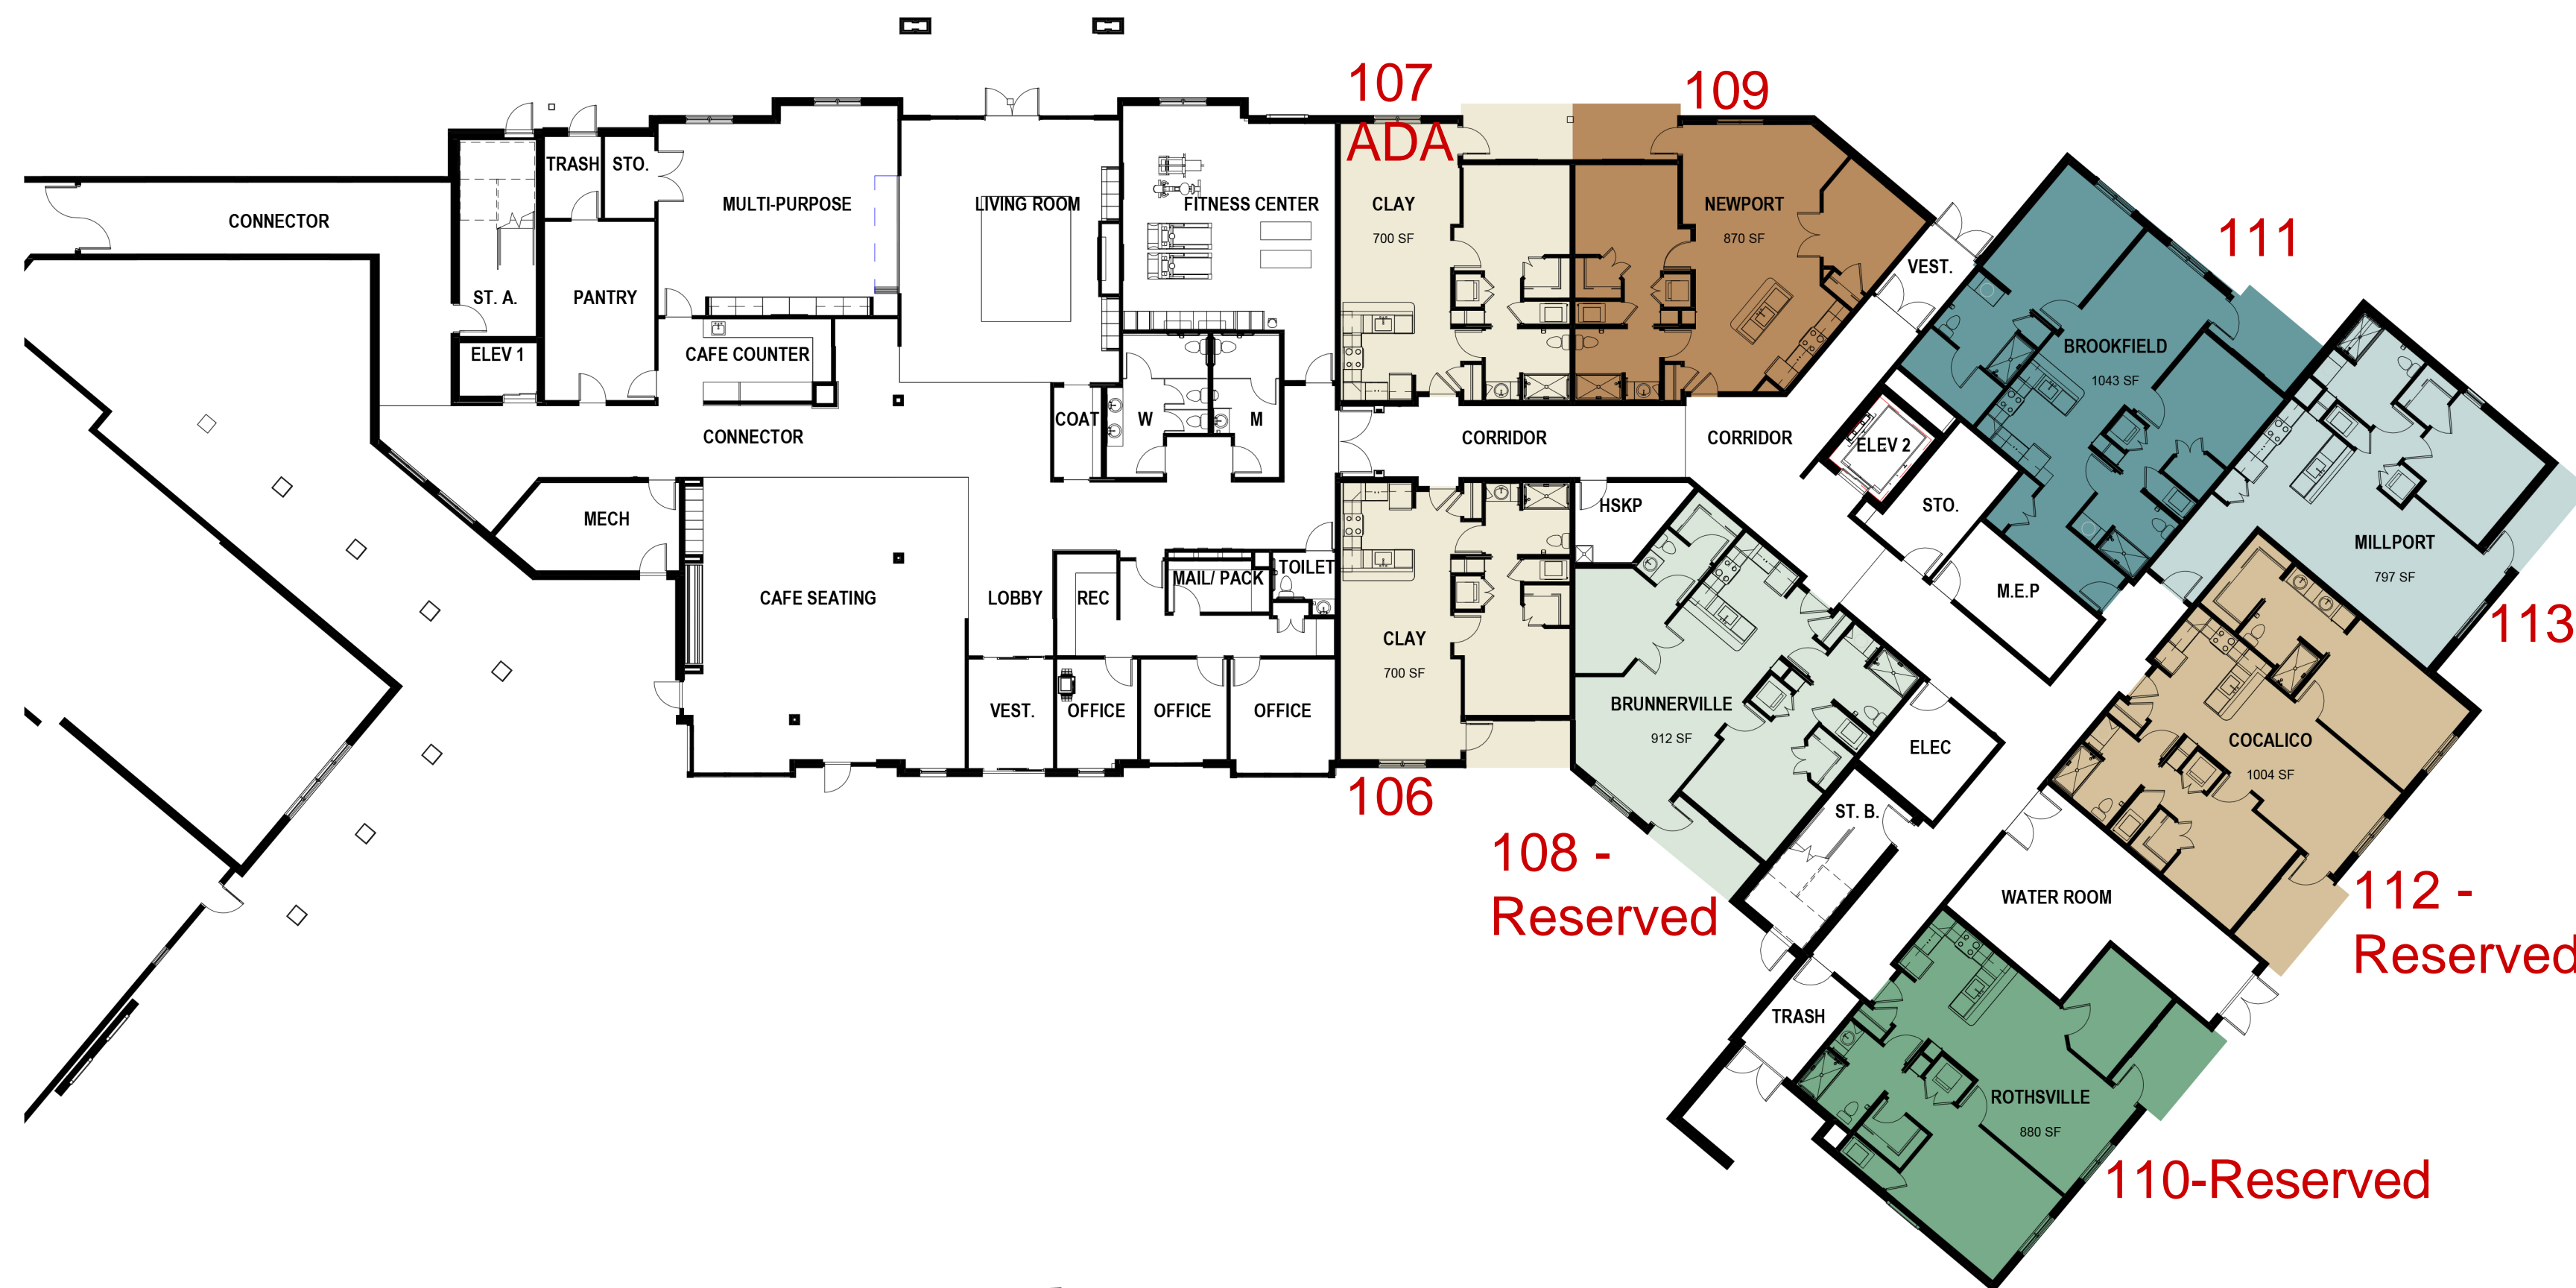 107
ADA
109
111
TRASH
STO.
MULTI-PURPOSE
LIVING ROOM
FITNESS CENTER
CLAY
700 SF
NEWPORT
870 SF
CONNECTOR
VEST.
ST. A.
PANTRY
ELEV 1
CAFE COUNTER
BROOKFIELD
1043 SF
COAT
W
M
CONNECTOR
CORRIDOR
CORRIDOR
ELEV 2
STO.
HSKP
MECH
MILLPORT
797 SF
TOILET
MAIL/ PACK
M.E.P
CAFE SEATING
LOBBY
REC
113
CLAY
700 SF
BRUNNERVILLE
912 SF
VEST.
OFFICE
OFFICE
OFFICE
ELEC
COCALICO
1004 SF
106
ST. B.
108 -
Reserved
WATER ROOM
112 -
Reserved
TRASH
ROTHSVILLE
880 SF
110-Reserved